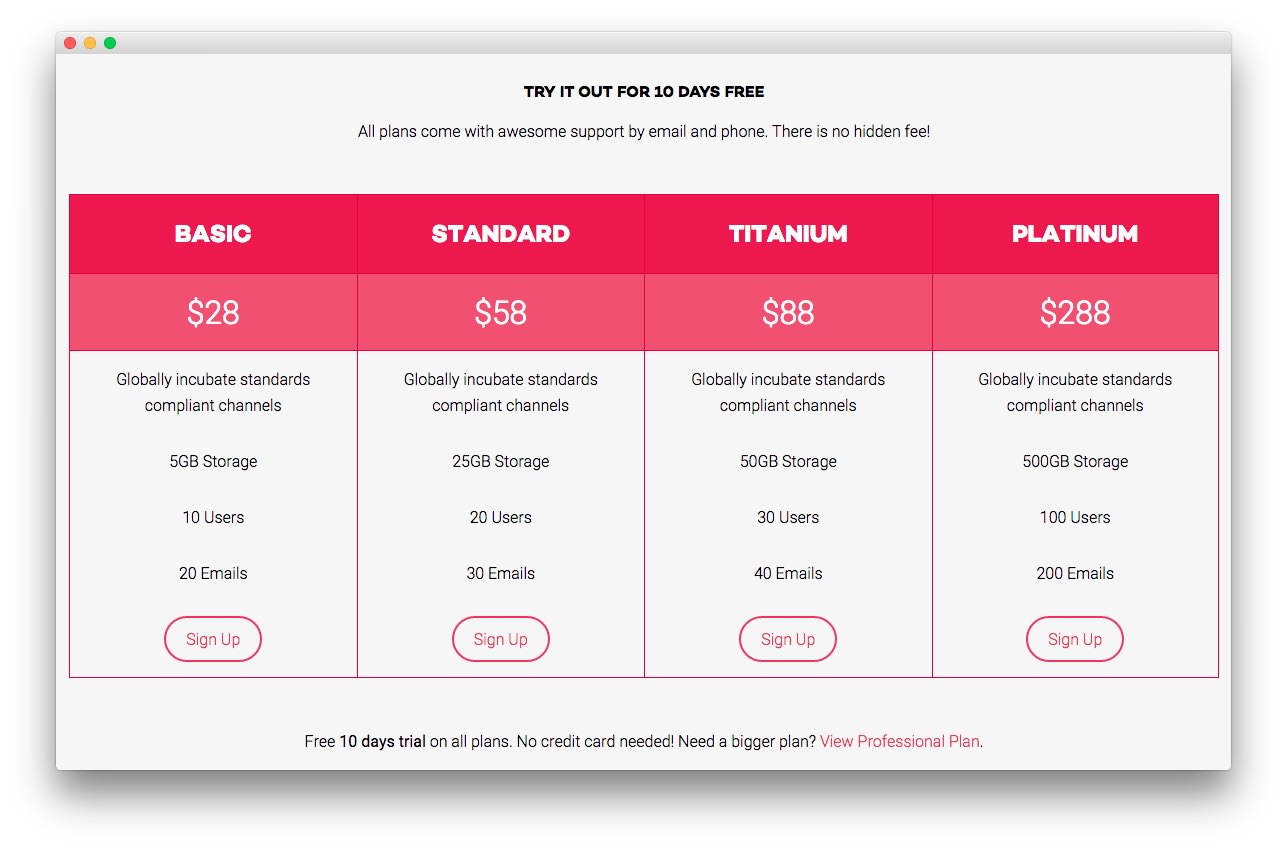 TRY IT OUT FOR 10 DAYS FREE
All plans come with awesome support by email and phone. There is no hidden fee!
BASIC
$28
Globally incubate standards
compliant channels
5GB Storage
10 Users
20 Emails
Sign Up
STANDARD
$58
Globally incubate standards
compliant channels
25GB Storage
20 Users
30 Emails
Sign Up
TITANIUM
$88
Globally incubate standards
compliant channels
50GB Storage
30 Users
40 Emails
Sign Up
PLATINUM
$288
Globally incubate standards
compliant channels
500GB Storage
100 Users
200 Emails
Sign Up
Free 10 days trial on all plans. No credit card needed! Need a bigger plan? View Professional Plan.